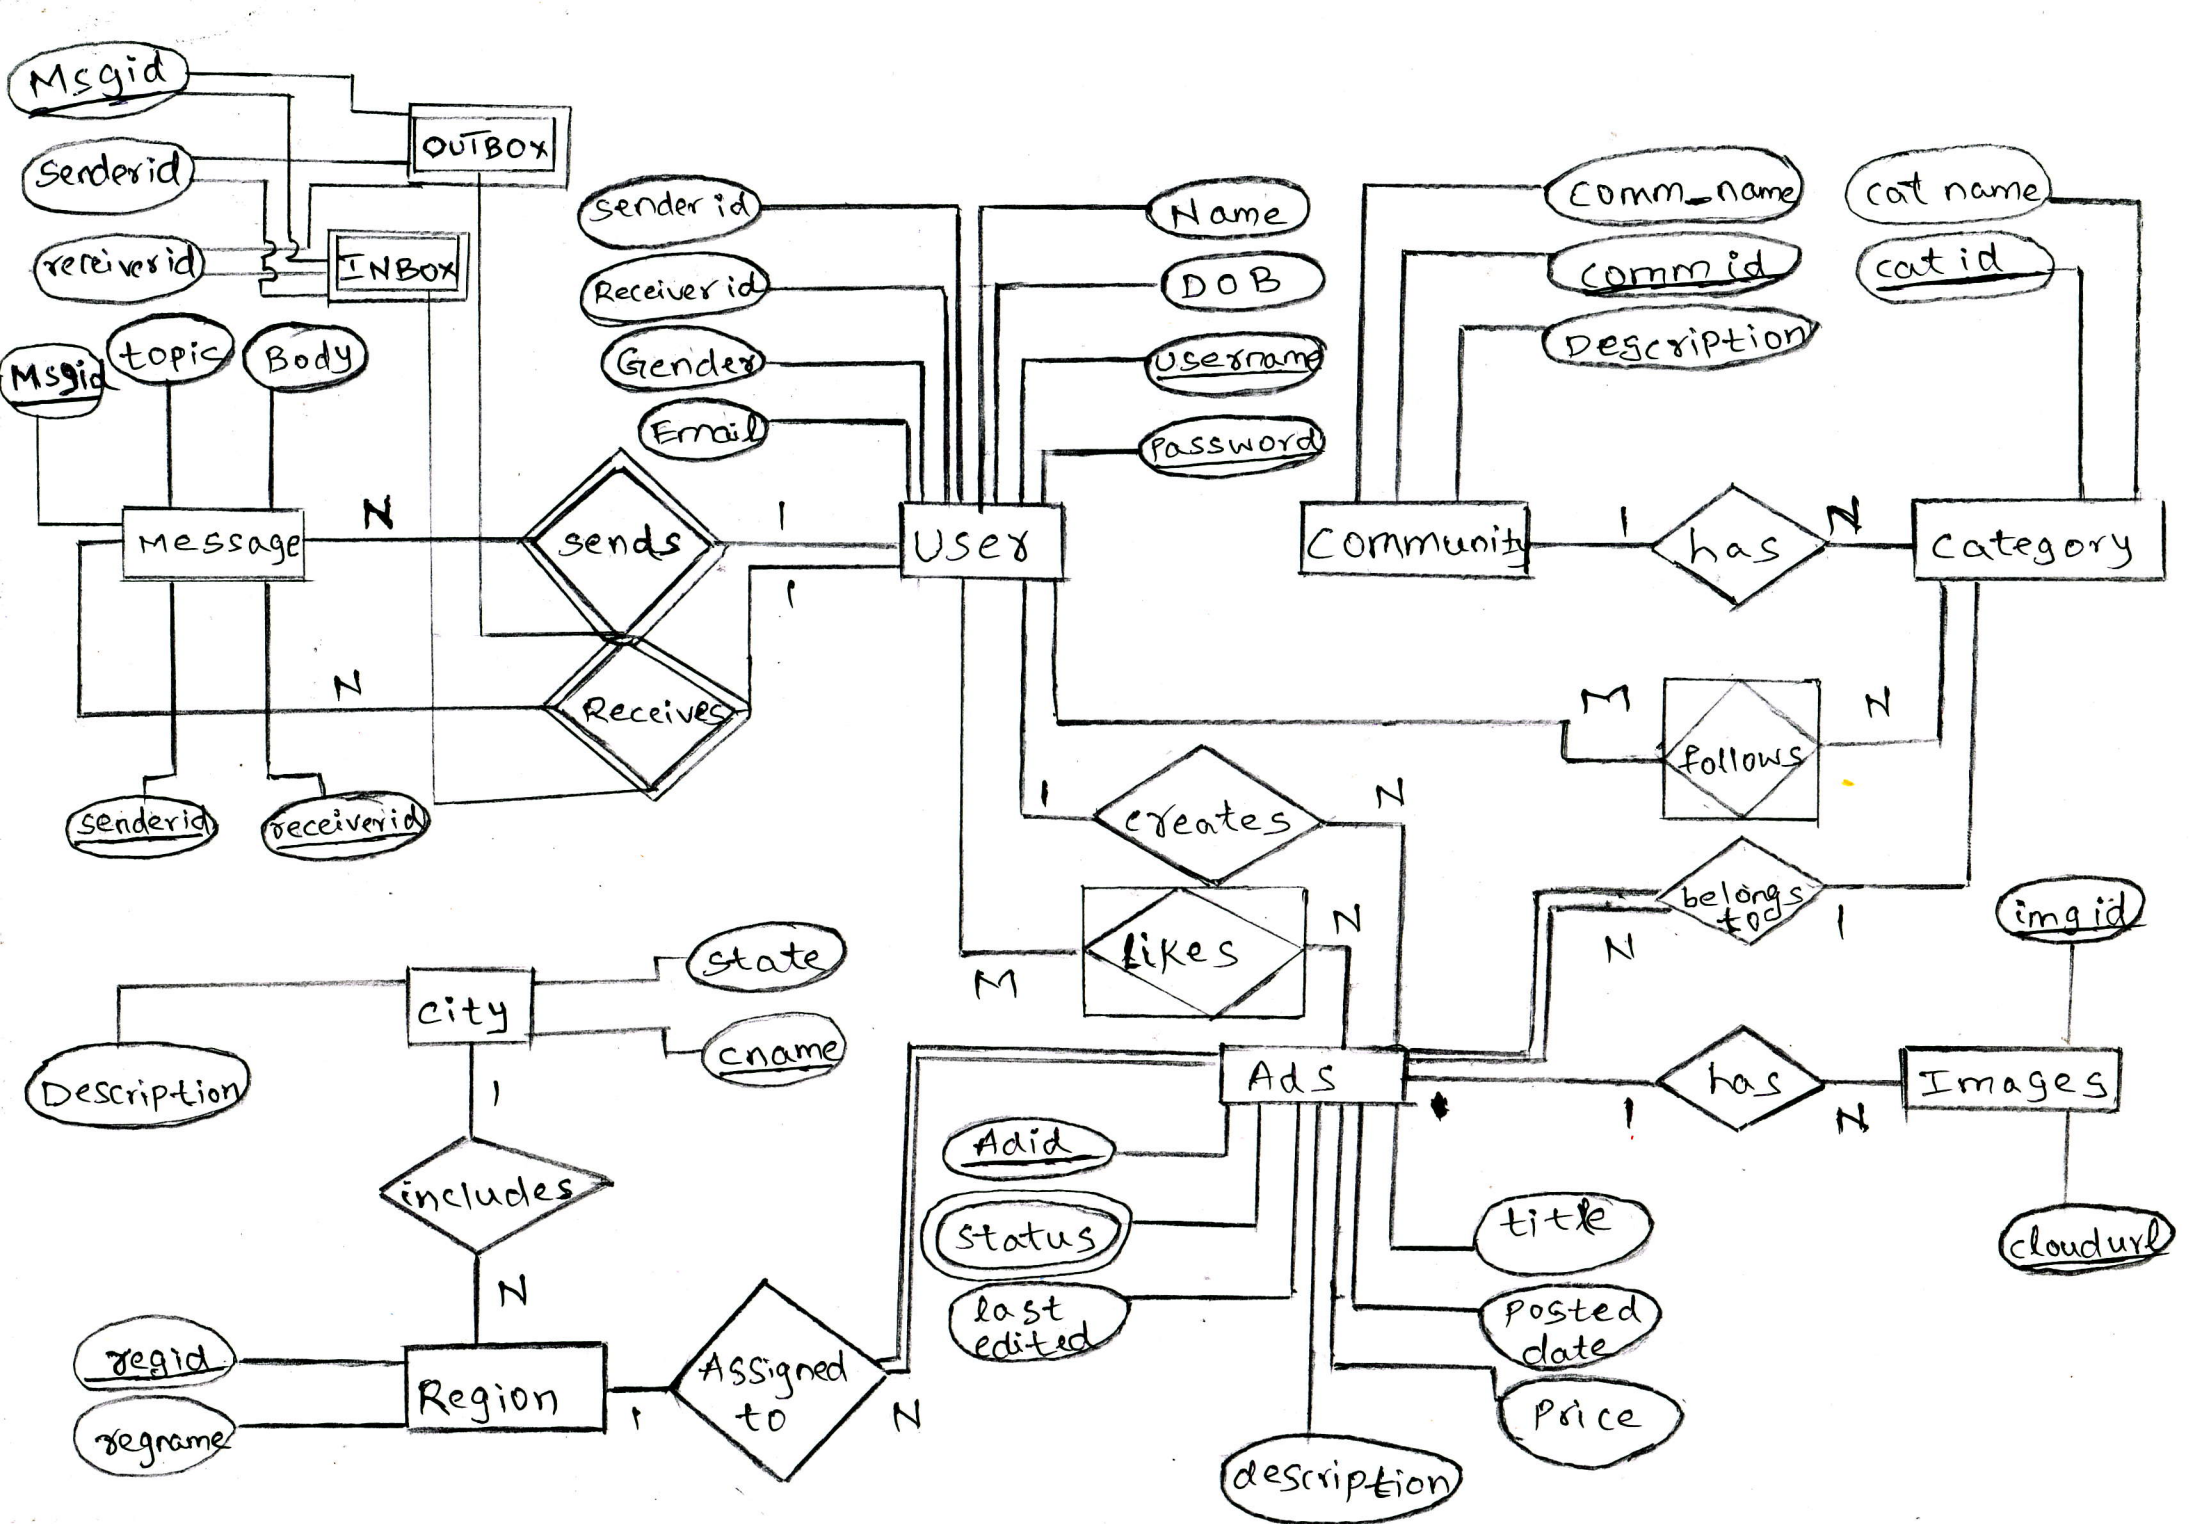 Msgid
OUTBOX
Senderid
receiverid
INBOX
Msgid
topic
Body
Sender id
Receiver id
Gender
Email
Name
DOB
username
password
comm_name
comm id
Description
cat name
cat id
Message
N
sends
1
User
Community
1
has
N
Category
N
Receives
1
senderid
receiverid
M
follows
N
1
creates
N
M
likes
N
N
belongs
to
1
imgid
City
state
cname
Description
1
includes
N
Ads
1
has
N
Images
cloudurl
Adid
status
last
edited
title
posted
date
Price
description
regid
regname
Region
1
Assigned
to
N